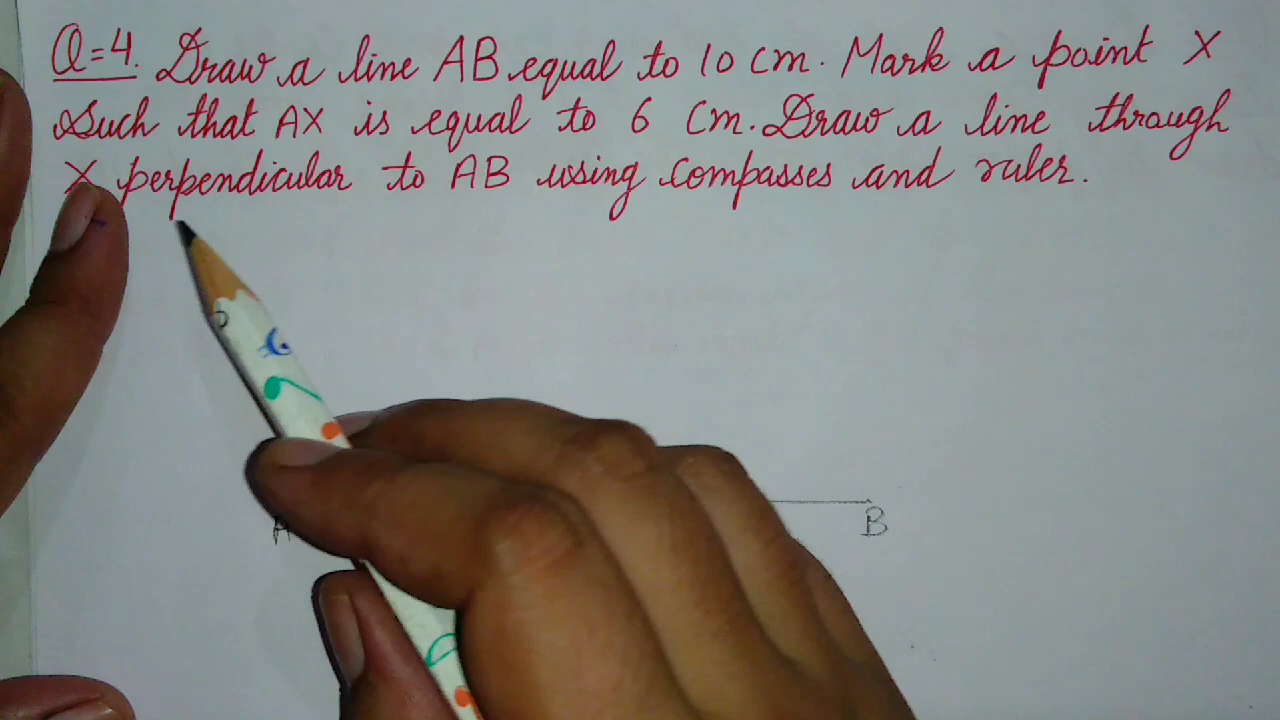 Q=4. Draw a line AB equal to 10 cm. Mark a point X
Such that AX is equal to 6 Cm. Draw a line through
X perpendicular to AB using compasses and ruler.
A B